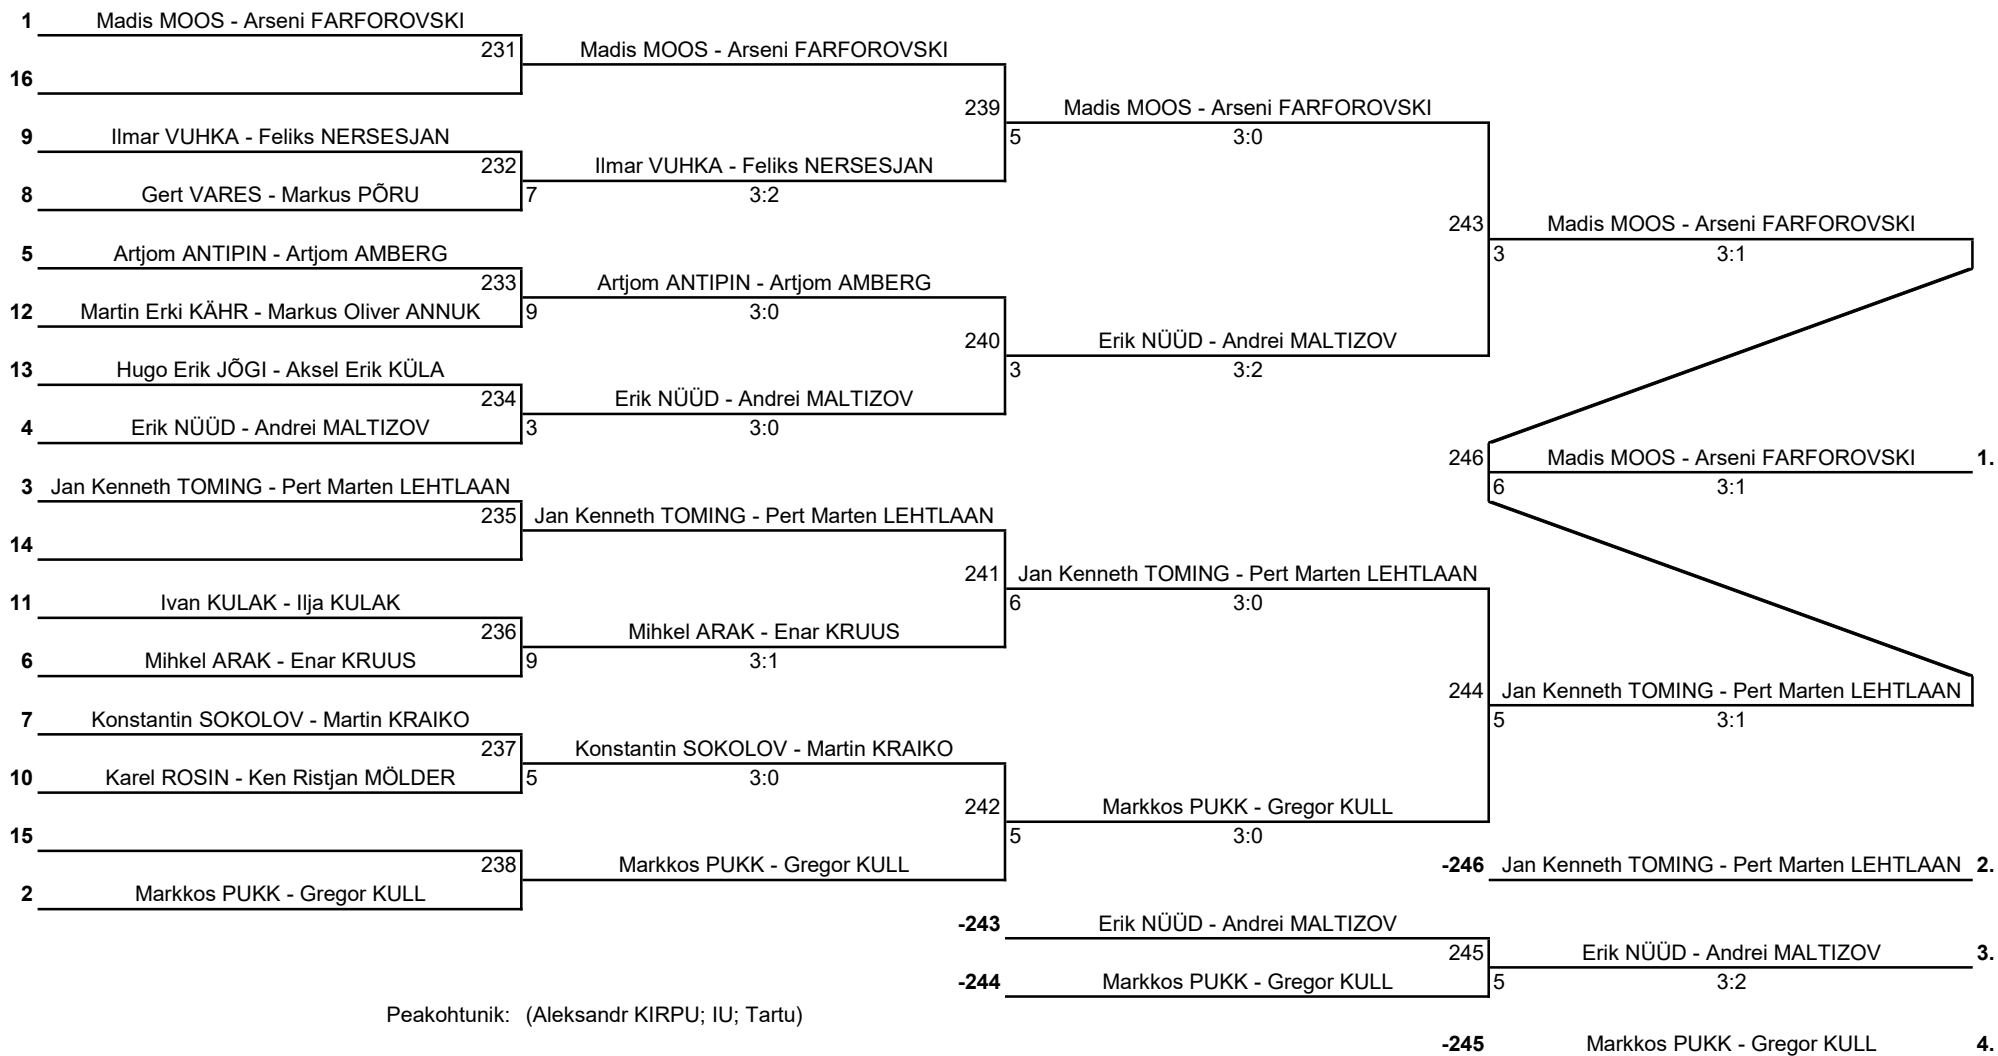 1 Madis MOOS - Arseni FARFOROVSKI
231 Madis MOOS - Arseni FARFOROVSKI
16
239 Madis MOOS - Arseni FARFOROVSKI
5 3:0
9 Ilmar VUHKA - Feliks NERSESJAN
232 Ilmar VUHKA - Feliks NERSESJAN
8 Gert VARES - Markus PÕRU
7 3:2
243 Madis MOOS - Arseni FARFOROVSKI
3 3:1
5 Artjom ANTIPIN - Artjom AMBERG
233 Artjom ANTIPIN - Artjom AMBERG
12 Martin Erki KÄHR - Markus Oliver ANNUK
9 3:0
240 Erik NÜÜD - Andrei MALTIZOV
3 3:2
13 Hugo Erik JÕGI - Aksel Erik KÜLA
234 Erik NÜÜD - Andrei MALTIZOV
4 Erik NÜÜD - Andrei MALTIZOV
3 3:0
246 Madis MOOS - Arseni FARFOROVSKI 1.
6 3:1
3 Jan Kenneth TOMING - Pert Marten LEHTLAAN
235 Jan Kenneth TOMING - Pert Marten LEHTLAAN
14
241 Jan Kenneth TOMING - Pert Marten LEHTLAAN
6 3:0
11 Ivan KULAK - Ilja KULAK
236 Mihkel ARAK - Enar KRUUS
6 Mihkel ARAK - Enar KRUUS
9 3:1
244 Jan Kenneth TOMING - Pert Marten LEHTLAAN
5 3:1
7 Konstantin SOKOLOV - Martin KRAIKO
237 Konstantin SOKOLOV - Martin KRAIKO
10 Karel ROSIN - Ken Ristjan MÖLDER
5 3:0
242 Markkos PUKK - Gregor KULL
5 3:0
15
238 Markkos PUKK - Gregor KULL
2 Markkos PUKK - Gregor KULL
-246 Jan Kenneth TOMING - Pert Marten LEHTLAAN 2.
-243 Erik NÜÜD - Andrei MALTIZOV
245 Erik NÜÜD - Andrei MALTIZOV 3.
-244 Markkos PUKK - Gregor KULL
5 3:2
Peakohtunik: (Aleksandr KIRPU; IU; Tartu)
-245 Markkos PUKK - Gregor KULL 4.